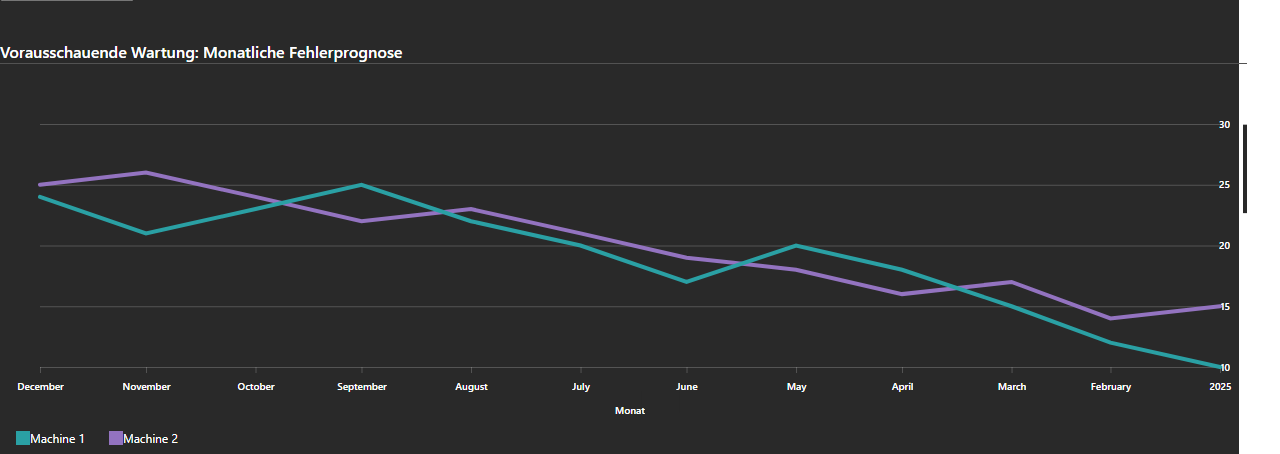 Vorausschauende Wartung: Monatliche Fehlerprognose
30
25
20
15
10
December November October September August July June May April March February 2025
Monat
Machine 1 Machine 2